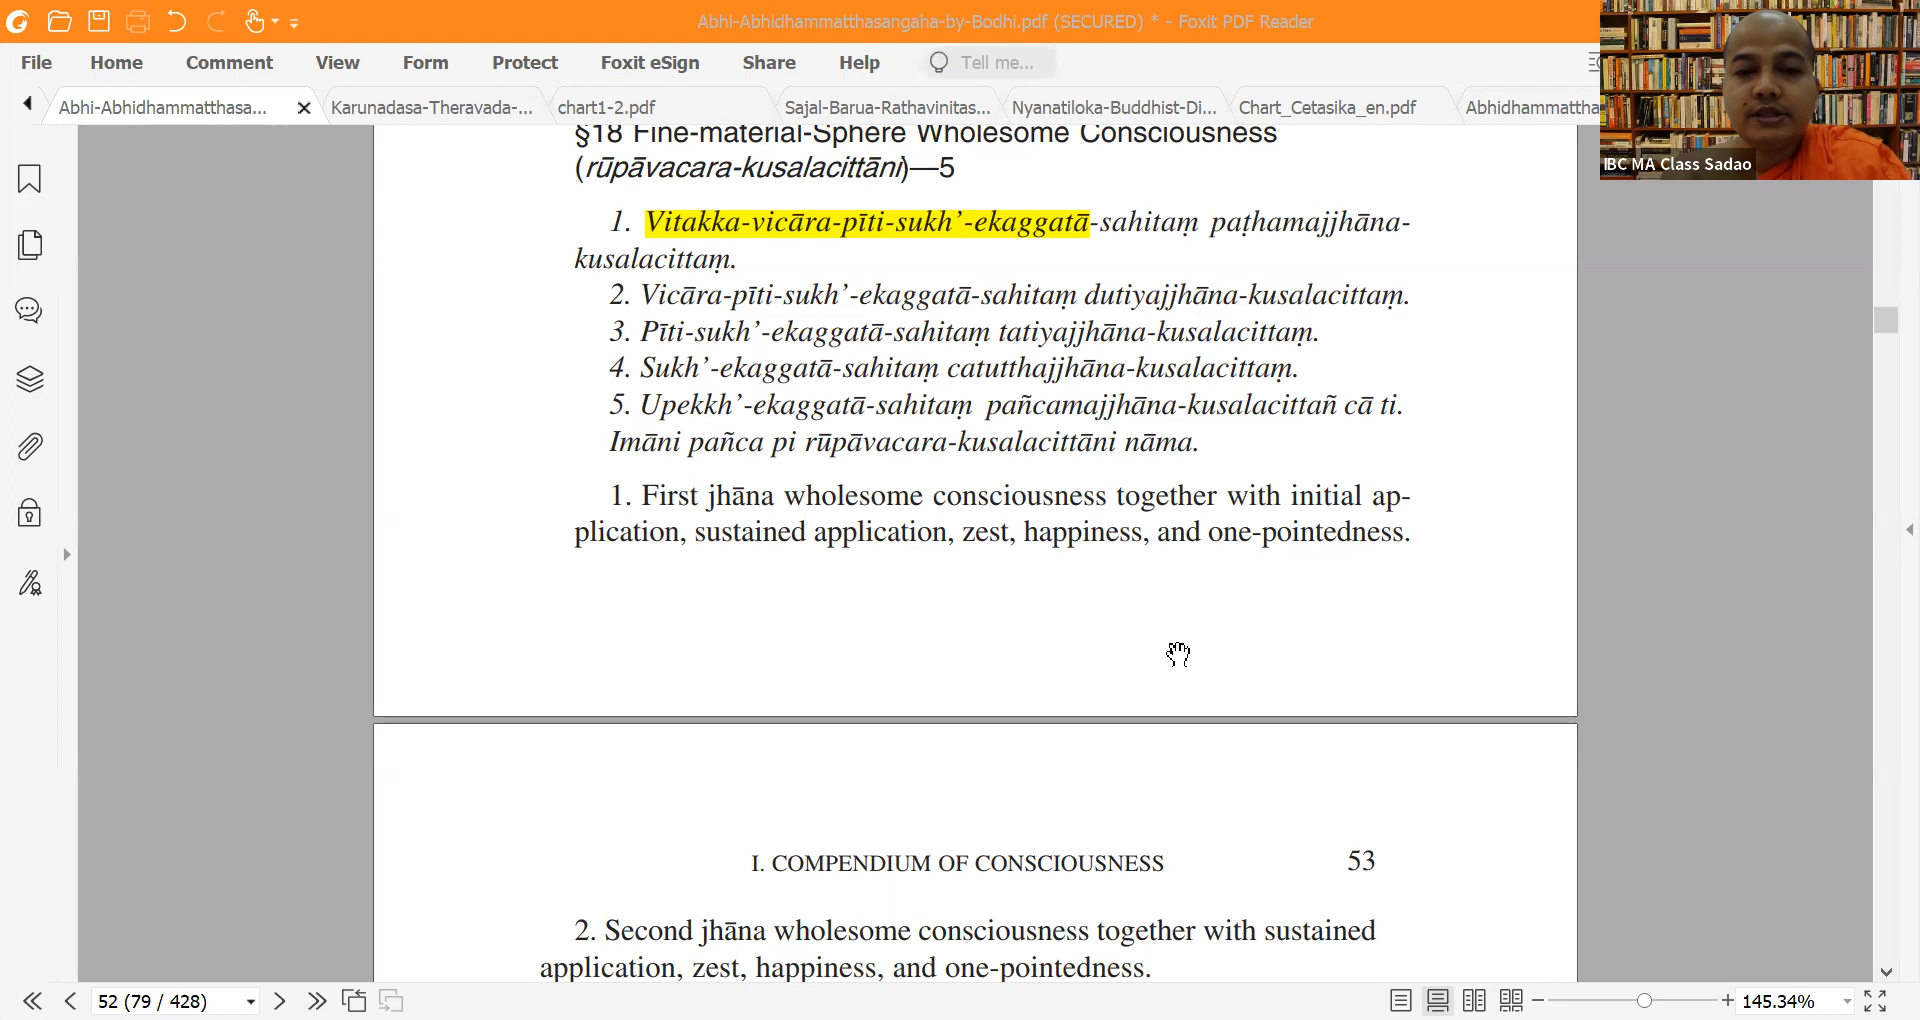 Abhi-Abhidhammatthasangaha-by-Bodhi.pdf (SECURED) * - Foxit PDF Reader
File Home Comment View Form Protect Foxit eSign Share Help Tell me...
Abhi-Abhidhammatthasa... Karunadasa-Theravada-... chart1-2.pdf Sajal-Barua-Rathavinitas... Nyanatiloka-Buddhist-Di... Chart_Cetasika_en.pdf Abhidhammattha
IBC MA Class Sadao
§18 Fine-material-Sphere Wholesome Consciousness
(rūpāvacara-kusalacittāni)—5
1. Vitakka-vicāra-pīti-sukh’-ekaggatā-sahitaṃ paṭhamajjhāna-
kusalacittaṃ.
2. Vicāra-pīti-sukh’-ekaggatā-sahitaṃ dutiyajjhāna-kusalacittaṃ.
3. Pīti-sukh’-ekaggatā-sahitaṃ tatiyajjhāna-kusalacittaṃ.
4. Sukh’-ekaggatā-sahitaṃ catutthajjhāna-kusalacittaṃ.
5. Upekkh’-ekaggatā-sahitaṃ pañcamajjhāna-kusalacittañ cā ti.
Imāni pañca pi rūpāvacara-kusalacittāni nāma.
1. First jhāna wholesome consciousness together with initial ap-
plication, sustained application, zest, happiness, and one-pointedness.
I. COMPENDIUM OF CONSCIOUSNESS 53
2. Second jhāna wholesome consciousness together with sustained
application, zest, happiness, and one-pointedness.
52 (79 / 428) 145.34%